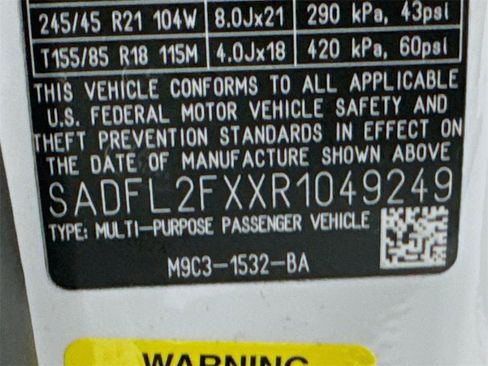 245/45 R21 104W 8.0Jx21 290 kPa, 43psi
T155/85 R18 115M 4.0Jx18 420 kPa, 60psi
THIS VEHICLE CONFORMS TO ALL APPLICABLE
U.S. FEDERAL MOTOR VEHICLE SAFETY AND
THEFT PREVENTION STANDARDS IN EFFECT ON
THE DATE OF MANUFACTURE SHOWN ABOVE
SADFL2FXXR1049249
TYPE: MULTI-PURPOSE PASSENGER VEHICLE
M9C3-1532-BA
WARNING